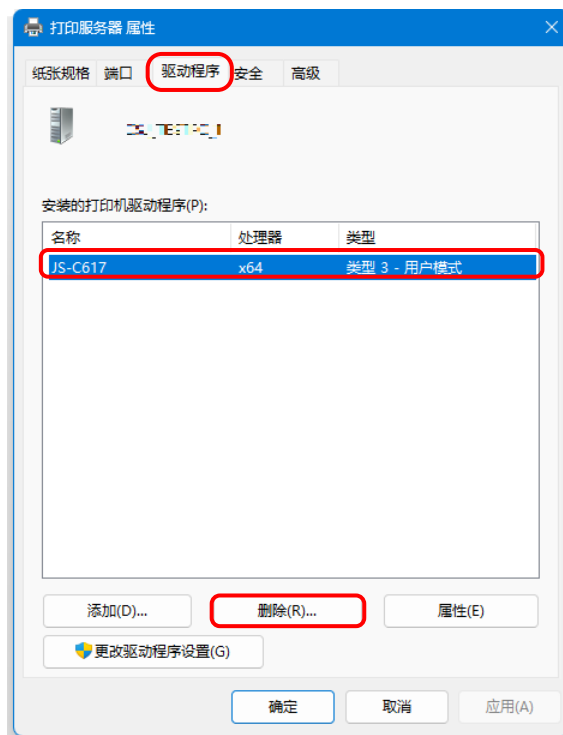 打印服务器 属性
纸张规格 端口 驱动程序 安全 高级
安装的打印机驱动程序(P):
名称 处理器 类型
JS-C617 x64 类型 3 - 用户模式
添加(D)... 删除(R)... 属性(E)
更改驱动程序设置(G)
确定 取消 应用(A)